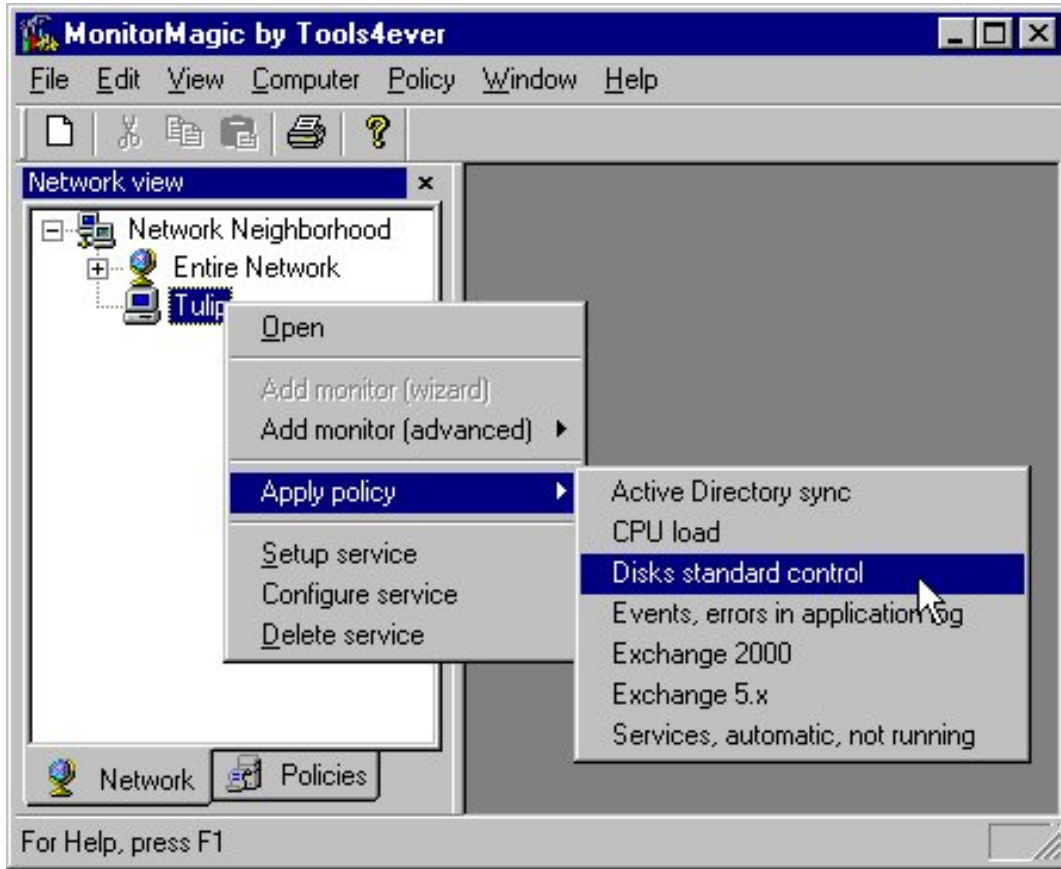 MonitorMagic by Tools4ever
File Edit View Computer Policy Window Help
Network view
Network Neighborhood
Entire Network
Tulip
Open
Add monitor (wizard)
Add monitor (advanced)
Apply policy
Setup service
Configure service
Delete service
Active Directory sync
CPU load
Disks standard control
Events, errors in application log
Exchange 2000
Exchange 5.x
Services, automatic, not running
Network Policies
For Help, press F1